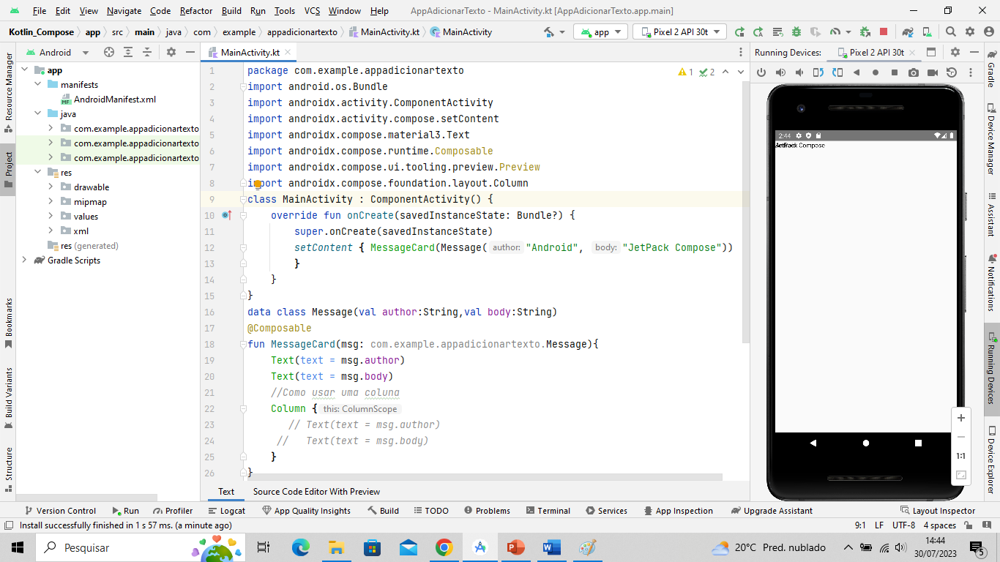 File Edit View Navigate Code Refactor Build Run Tools VCS Window Help AppAdicionarTexto - MainActivity.kt [AppAdicionarTexto.app.main]
Kotlin_Compose app src main java com example appadicionartexto MainActivity.kt MainActivity app Pixel 2 API 30t
Resource Manager
Project
Bookmarks
Build Variants
Structure
Android
app
manifests
AndroidManifest.xml
java
com.example.appadicionartexto
com.example.appadicionartexto
com.example.appadicionartexto
res
drawable
mipmap
values
xml
res (generated)
Gradle Scripts
MainActivity.kt
1 package com.example.appadicionartexto
2 import android.os.Bundle
3 import androidx.activity.ComponentActivity
4 import androidx.activity.compose.setContent
5 import androidx.compose.material3.Text
6 import androidx.compose.runtime.Composable
7 import androidx.compose.ui.tooling.preview.Preview
8 import androidx.compose.foundation.layout.Column
9 class MainActivity : ComponentActivity() {
10 override fun onCreate(savedInstanceState: Bundle?) {
11 super.onCreate(savedInstanceState)
12 setContent { MessageCard(Message( author: "Android", body: "JetPack Compose"))
13 }
14 }
15 }
16 data class Message(val author:String,val body:String)
17 @Composable
18 fun MessageCard(msg: com.example.appadicionartexto.Message){
19 Text(text = msg.author)
20 Text(text = msg.body)
21 //Como usar uma coluna
22 Column { this: ColumnScope
23 // Text(text = msg.author)
24 // Text(text = msg.body)
25 }
26 }
1 2
Text Source Code Editor With Preview
Running Devices: Pixel 2 API 30t
2:44
Compose
1:1
Gradle
Device Manager
Assistant
Notifications
Running Devices
Device Explorer
Version Control Run Profiler Logcat App Quality Insights Build TODO Problems Terminal Services App Inspection Upgrade Assistant Layout Inspector
Install successfully finished in 1 s 57 ms. (a minute ago) 9:1 LF UTF-8 4 spaces
Pesquisar 20°C Pred. nublado
14:44
30/07/2023
5